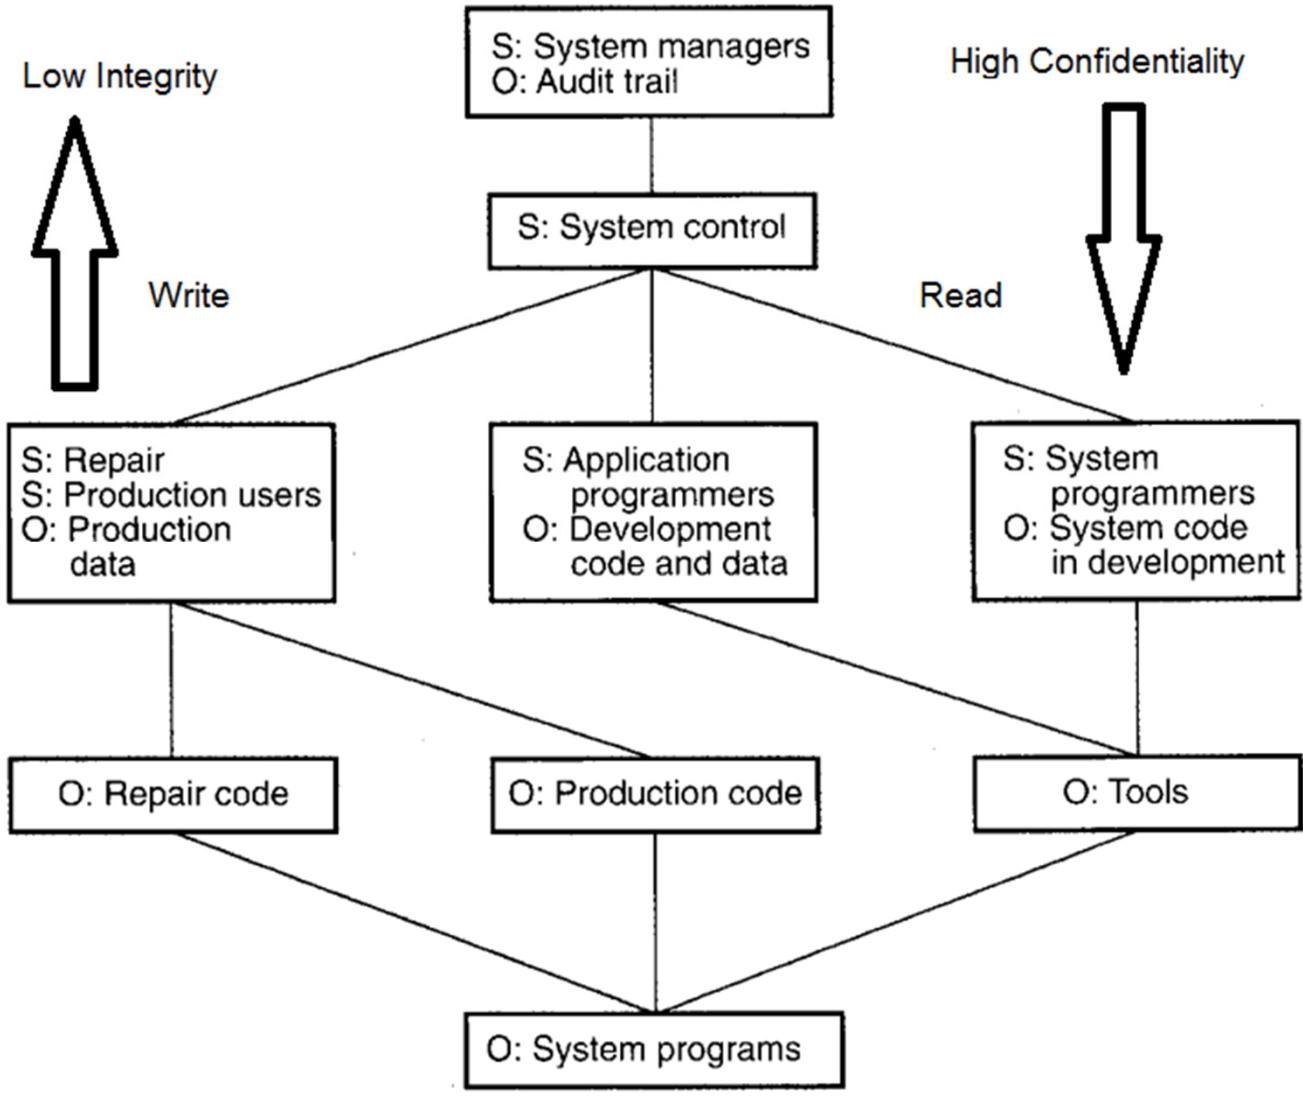 S: System managers
O: Audit trail
Low Integrity
High Confidentiality
S: System control
Write
Read
S: Repair
S: Production users
O: Production
data
S: Application
programmers
O: Development
code and data
S: System
programmers
O: System code
in development
O: Repair code
O: Production code
O: Tools
O: System programs